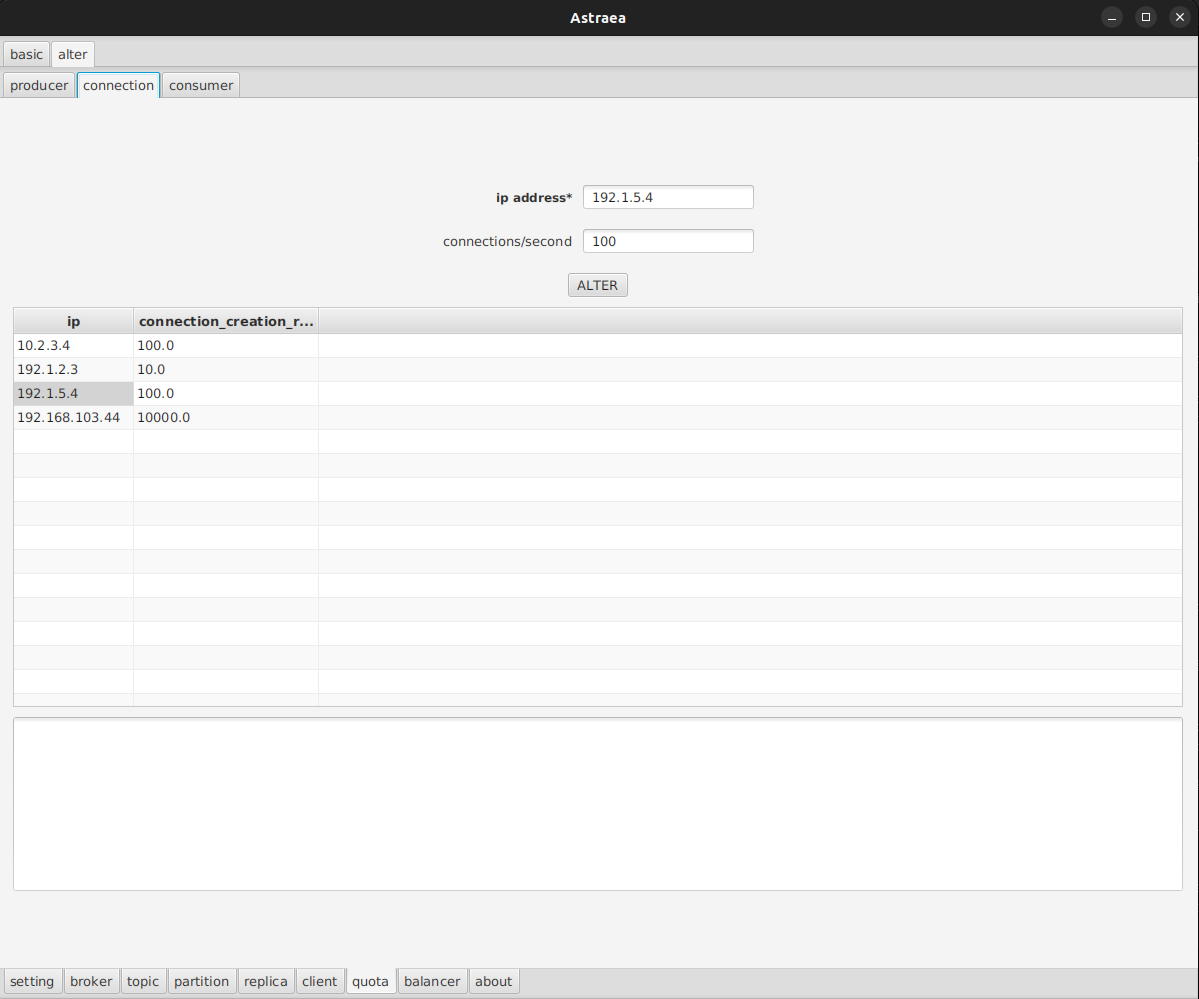 Astraea
basic alter
producer connection consumer
ip address* 192.1.5.4
connections/second 100
ALTER
ip connection_creation_r...
10.2.3.4 100.0
192.1.2.3 10.0
192.1.5.4 100.0
192.168.103.44 10000.0
setting broker topic partition replica client quota balancer about